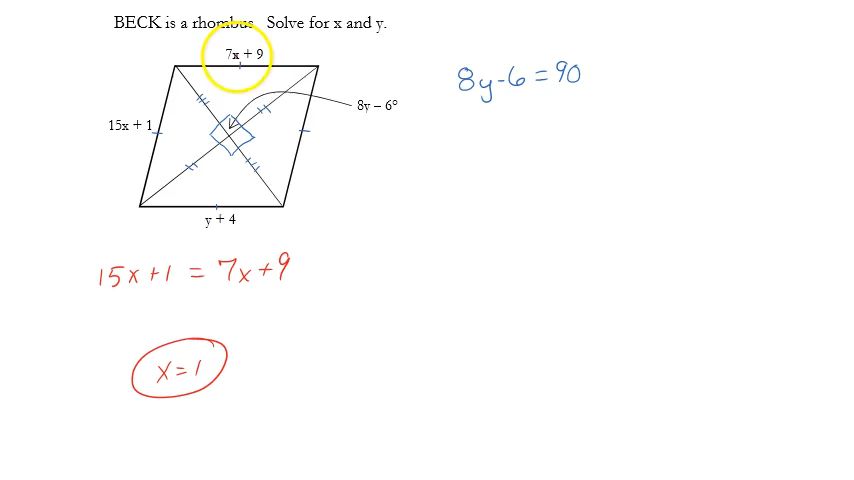 BECK is a rhombus. Solve for x and y.
7x + 9
8y - 6 = 90
8y – 6°
15x + 1
y + 4
15x + 1 = 7x + 9
x = 1